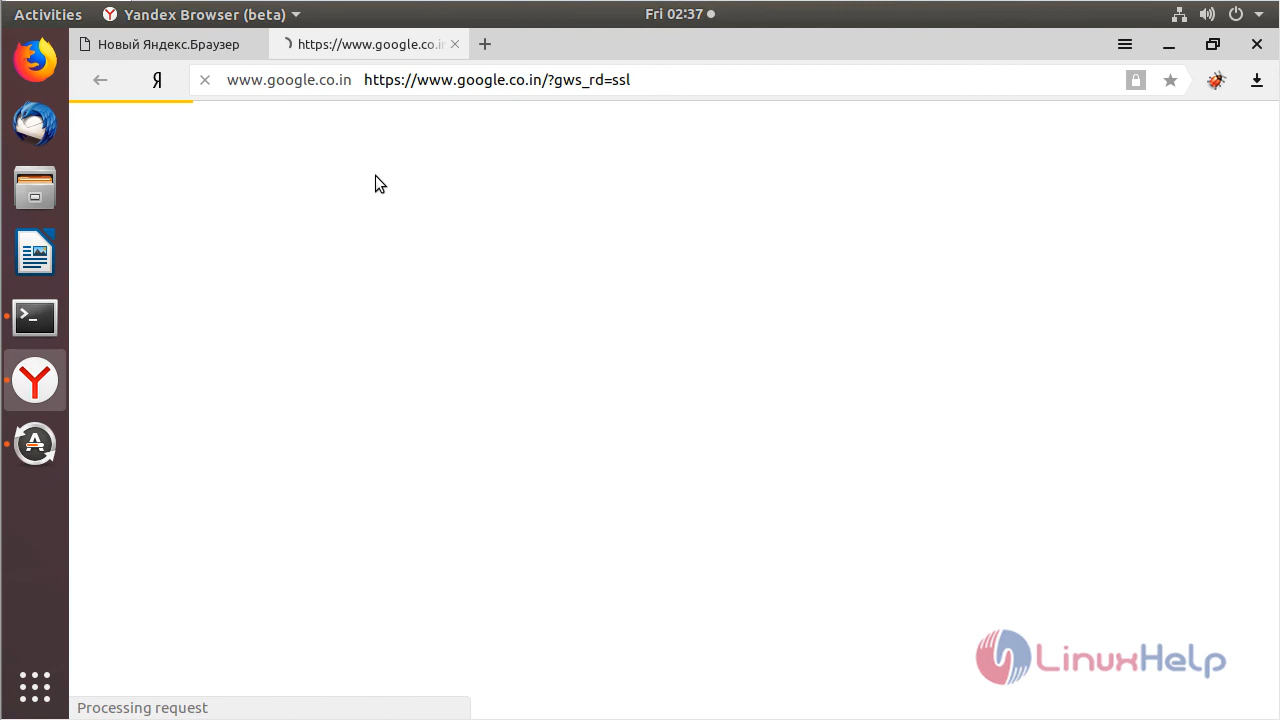 Activities Yandex Browser (beta) Fri 02:37
Новый Яндекс.Браузер https://www.google.co.in
Я www.google.co.in https://www.google.co.in/?gws_rd=ssl
LinuxHelp
Processing request